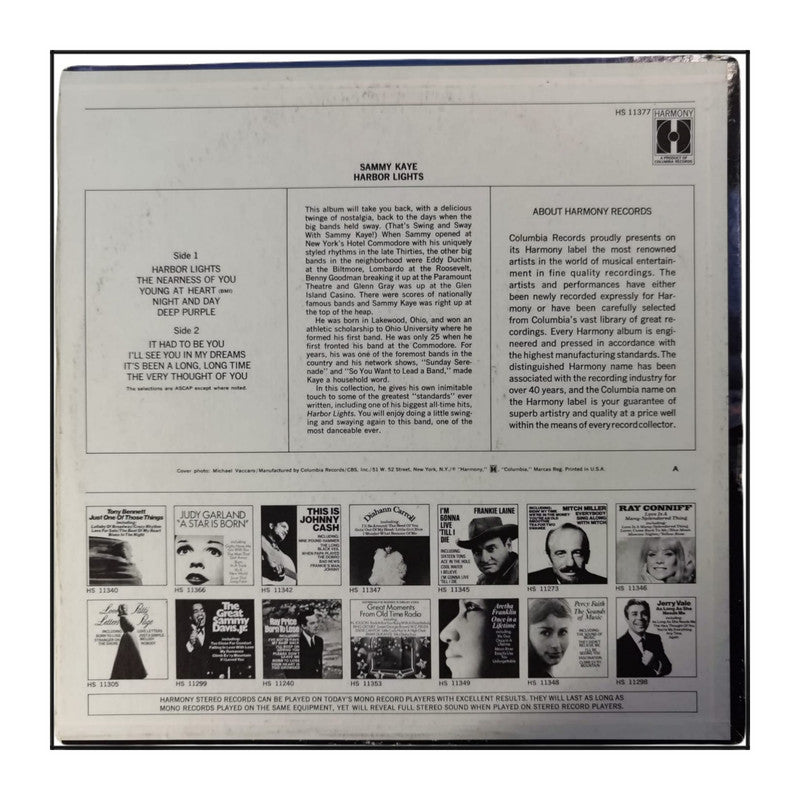 HS 11377
HARMONY
A PRODUCT OF
COLUMBIA RECORDS
SAMMY KAYE
HARBOR LIGHTS
Side 1
HARBOR LIGHTS
THE NEARNESS OF YOU
YOUNG AT HEART (BMI)
NIGHT AND DAY
DEEP PURPLE
Side 2
IT HAD TO BE YOU
I'LL SEE YOU IN MY DREAMS
IT'S BEEN A LONG, LONG TIME
THE VERY THOUGHT OF YOU
The selections are ASCAP except where noted.
This album will take you back, with a delicious
twinge of nostalgia, back to the days when the
big bands held sway. (That's Swing and Sway
With Sammy Kaye!) When Sammy opened at
New York's Hotel Commodore with his uniquely
styled rhythms in the late Thirties, the other big
bands in the neighborhood were Eddy Duchin
at the Biltmore, Lombardo at the Roosevelt,
Benny Goodman breaking it up at the Paramount
Theatre and Glenn Gray was up at the Glen
Island Casino. There were scores of nationally
famous bands and Sammy Kaye was right up at
the top of the heap.
He was born in Lakewood, Ohio, and won an
athletic scholarship to Ohio University where he
formed his first band. He was only 25 when he
first fronted his band at the Commodore. For
years, his was one of the foremost bands in the
country and his network shows, "Sunday Sere-
nade" and "So You Want to Lead a Band," made
Kaye a household word.
In this collection, he gives his own inimitable
touch to some of the greatest "standards" ever
written, including one of his biggest all-time hits,
Harbor Lights. You will enjoy doing a little swing-
ing and swaying again to this band, one of the
most danceable ever.
ABOUT HARMONY RECORDS
Columbia Records proudly presents on
its Harmony label the most renowned
artists in the world of musical entertain-
ment in fine quality recordings. The
artists and performances have either
been newly recorded expressly for Har-
mony or have been carefully selected
from Columbia's vast library of great re-
cordings. Every Harmony album is engi-
neered and pressed in accordance with
the highest manufacturing standards. The
distinguished Harmony name has been
associated with the recording industry for
over 40 years, and the Columbia name on
the Harmony label is your guarantee of
superb artistry and quality at a price well
within the means of every record collector.
Cover photo: Michael Vaccaro/Manufactured by Columbia Records/CBS, Inc./51 W. 52 Street, New York, N.Y./® "Harmony," "Columbia," Marcas Reg. Printed in U.S.A.
A
Tony Bennett
Just One of Those Things
HS 11340
JUDY GARLAND
"A STAR IS BORN"
HS 11366
THIS IS
JOHNNY
CASH
HS 11342
Diahann Carroll
HS 11347
I'M
GONNA
LIVE
'TILL I
DIE
FRANKIE LAINE
HS 11345
MITCH MILLER
EVERYBODY
SING ALONG
WITH MITCH
HS 11273
RAY CONNIFF
Love Is A
Many-Splendored Thing
HS 11346
HS 11305
The
Great
Sammy
Davis, Jr.
HS 11299
Ray Price
Born To Lose
HS 11240
Great Moments
From Old Time Radio
HS 11353
Aretha
Franklin
Once in a
Lifetime
HS 11349
Percy Faith
The Sounds
of Music
HS 11348
Jerry Vale
HS 11298
HARMONY STEREO RECORDS CAN BE PLAYED ON TODAY'S MONO RECORD PLAYERS WITH EXCELLENT RESULTS. THEY WILL LAST AS LONG AS
MONO RECORDS PLAYED ON THE SAME EQUIPMENT, YET WILL REVEAL FULL STEREO SOUND WHEN PLAYED ON STEREO RECORD PLAYERS.